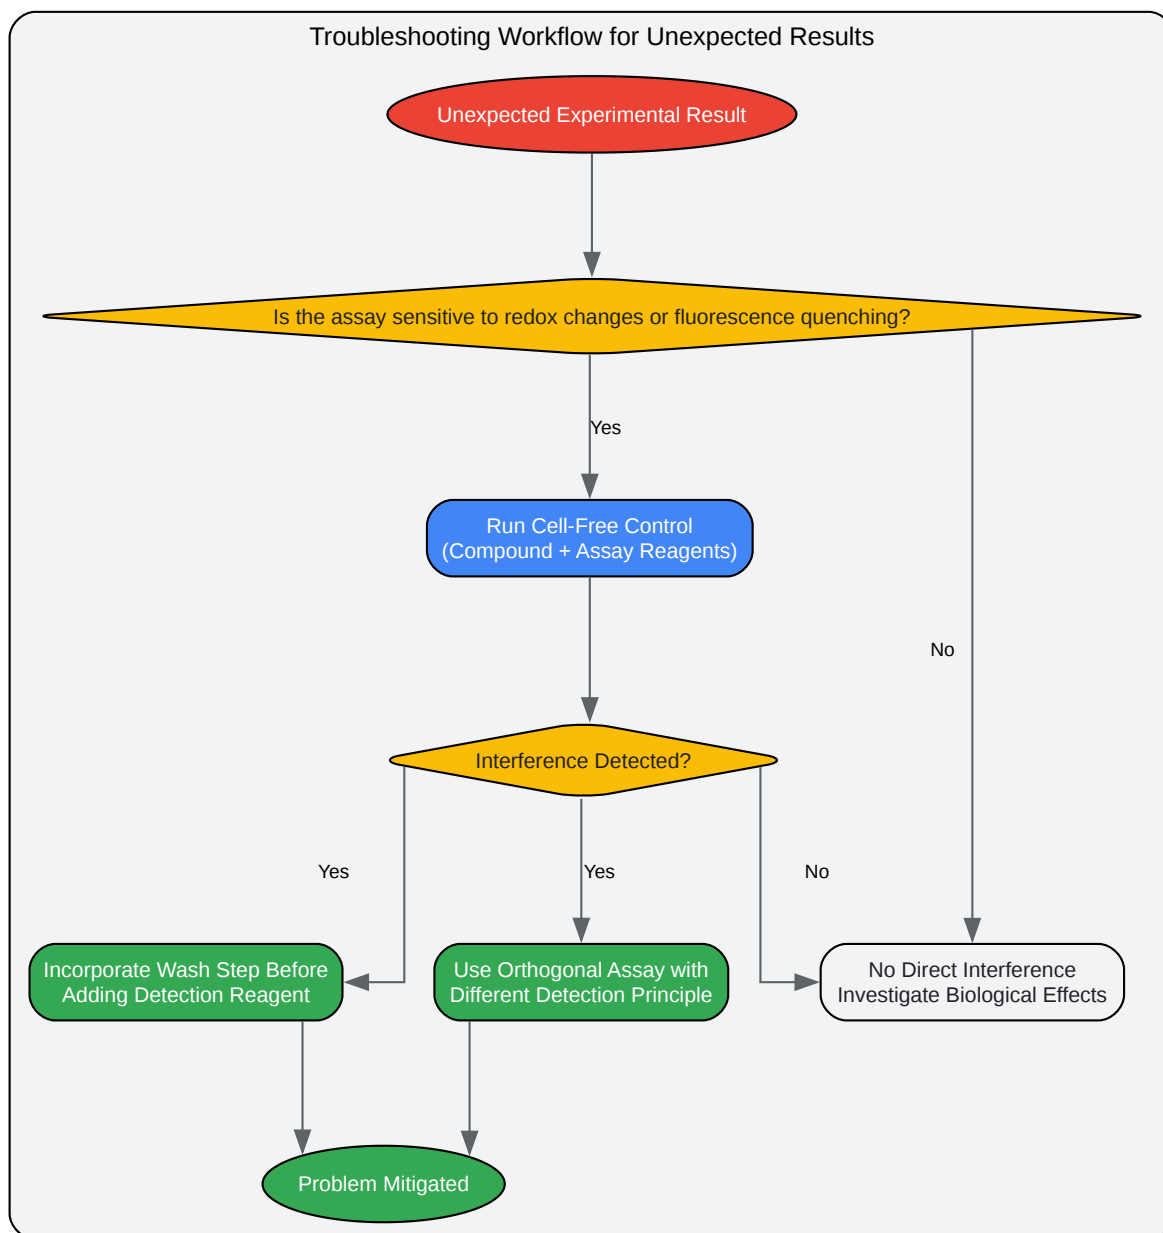 Troubleshooting Workflow for Unexpected Results
Unexpected Experimental Result
Is the assay sensitive to redox changes or fluorescence quenching?
Yes
Run Cell-Free Control
(Compound + Assay Reagents)
No
Interference Detected?
Yes
Yes
No
Incorporate Wash Step Before
Adding Detection Reagent
Use Orthogonal Assay with
Different Detection Principle
No Direct Interference
Investigate Biological Effects
Problem Mitigated